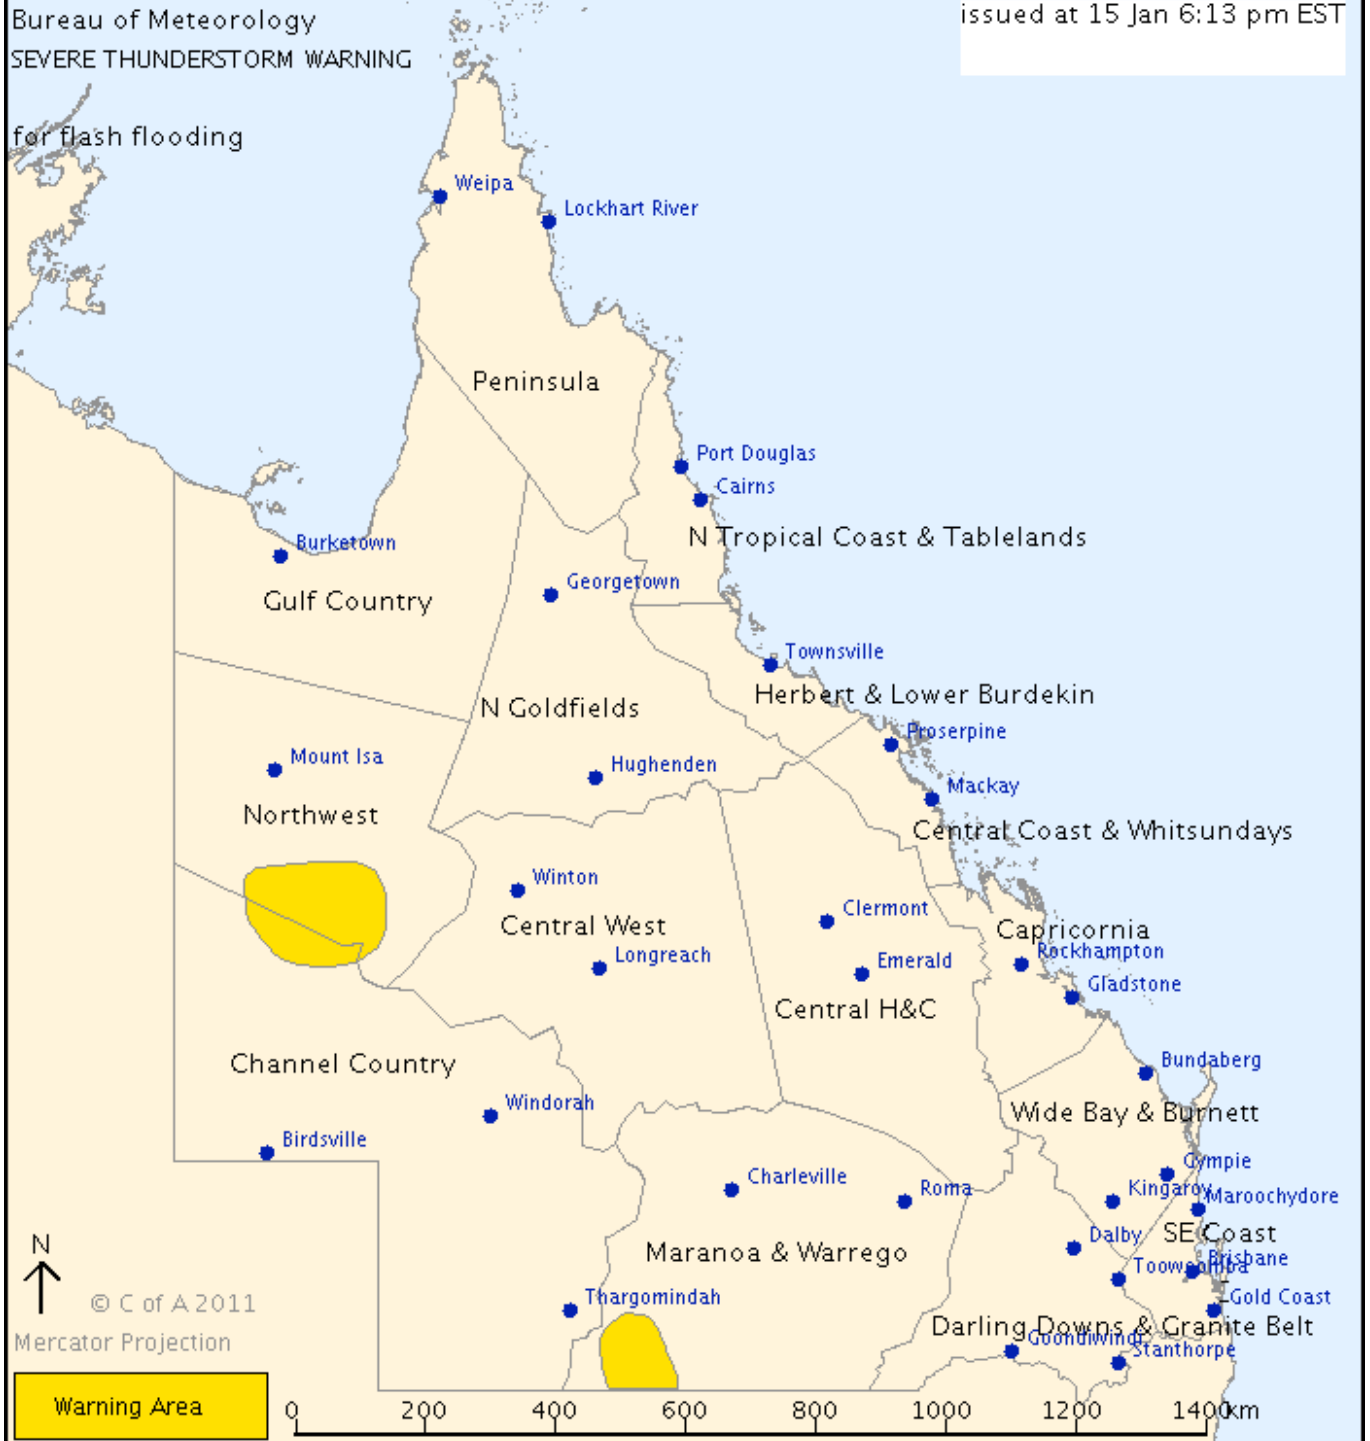 Bureau of Meteorology
issued at 15 Jan 6:13 pm EST
SEVERE THUNDERSTORM WARNING
for flash flooding
Weipa
Lockhart River
Peninsula
Port Douglas
Cairns
N Tropical Coast & Tablelands
Burketown
Georgetown
Gulf Country
Townsville
Herbert & Lower Burdekin
N Goldfields
Proserpine
Mount Isa
Hughenden
Mackay
Northwest
Central Coast & Whitsundays
Winton
Clermont
Central West
Capricornia
Rockhampton
Longreach
Emerald
Gladstone
Central H&C
Channel Country
Bundaberg
Windorah
Wide Bay & Burnett
Birdsville
Gympie
Charleville
Roma
Kingaroy
Maroochydore
Dalby
SE Coast
Maranoa & Warrego
Brisbane
Toowoomba
N
Thargomindah
Gold Coast
© C of A 2011
Darling Downs & Granite Belt
Goondiwindi
Mercator Projection
Stanthorpe
Warning Area
0 200 400 600 800 1000 1200 1400km